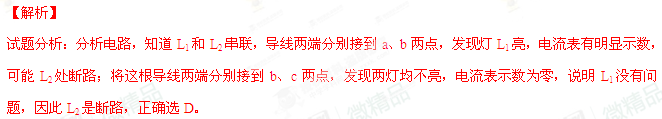 【解析】
试题分析：分析电路，知道 L₁和 L₂串联，导线两端分别接到 a、b 两点，发现灯 L₁亮，电流表有明显示数，
可能 L₂处断路；将这根导线两端分别接到 b、c 两点，发现两灯均不亮，电流表示数为零，说明 L₁没有问
题，因此 L₂是断路，正确选 D。